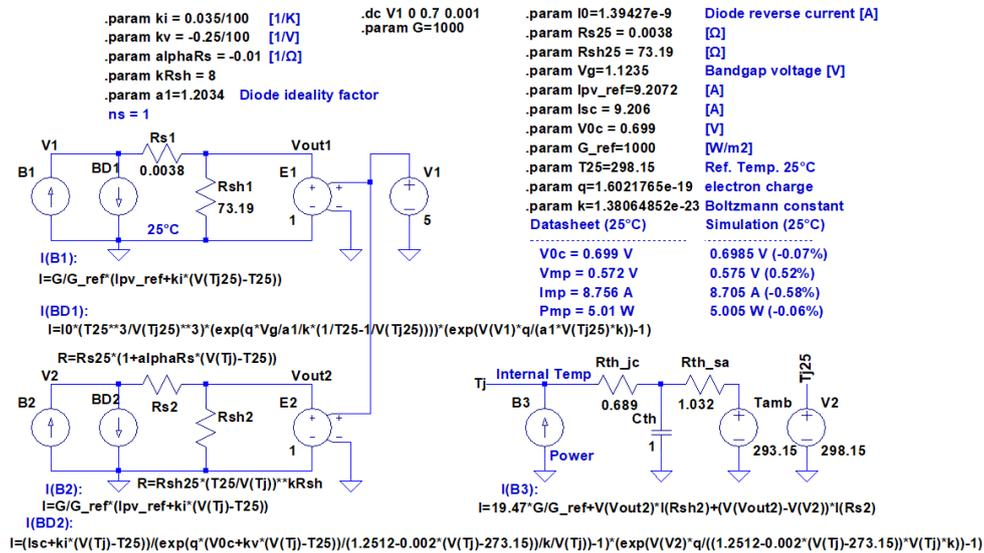 .param ki = 0.035/100 [1/K]
.param kv = -0.25/100 [1/V]
.param alphaRs = -0.01 [1/Ω]
.param kRsh = 8
.param a1=1.2034 Diode ideality factor
ns = 1
.dc V1 0 0.7 0.001
.param G=1000
.param I0=1.39427e-9 Diode reverse current [A]
.param Rs25 = 0.0038 [Ω]
.param Rsh25 = 73.19 [Ω]
.param Vg=1.1235 Bandgap voltage [V]
.param Ipv_ref=9.2072 [A]
.param Isc = 9.206 [A]
.param V0c = 0.699 [V]
.param G_ref=1000 [W/m2]
.param T25=298.15 Ref. Temp. 25°C
.param q=1.6021765e-19 electron charge
.param k=1.38064852e-23 Boltzmann constant
Datasheet (25°C) Simulation (25°C)
V0c = 0.699 V 0.6985 V (-0.07%)
Vmp = 0.572 V 0.575 V (0.52%)
Imp = 8.756 A 8.705 A (-0.58%)
Pmp = 5.01 W 5.005 W (-0.06%)
V1
Rs1
Vout1
B1
BD1
0.0038
E1
V1
Rsh1
73.19
1
5
25°C
I(B1):
I=G/G_ref*(Ipv_ref+ki*(V(Tj25)-T25))
I(BD1):
I=I0*(T25**3/V(Tj25)**3)*(exp(q*Vg/a1/k*(1/T25-1/V(Tj25))))*(exp(V(V1)*q/(a1*V(Tj25)*k))-1)
R=Rs25*(1+alphaRs*(V(Tj)-T25))
V2
Vout2
B2
BD2
Rs2
E2
Rsh2
1
R=Rsh25*(T25/V(Tj))**kRsh
I(B2):
I=G/G_ref*(Ipv_ref+ki*(V(Tj)-T25))
Tj
Internal Temp
Rth_jc
Rth_sa
Tj25
B3
0.689
1.032
Tamb
V2
Cth
1
293.15
298.15
Power
I(B3):
I=19.47*G/G_ref+V(Vout2)*I(Rsh2)+(V(Vout2)-V(V2))*I(Rs2)
I(BD2):
I=(Isc+ki*(V(Tj)-T25))/(exp(q*(V0c+kv*(V(Tj)-T25))/(1.2512-0.002*(V(Tj)-273.15))/k/V(Tj))-1)*(exp(V(V2)*q/((1.2512-0.002*(V(Tj)-273.15))*V(Tj)*k))-1)